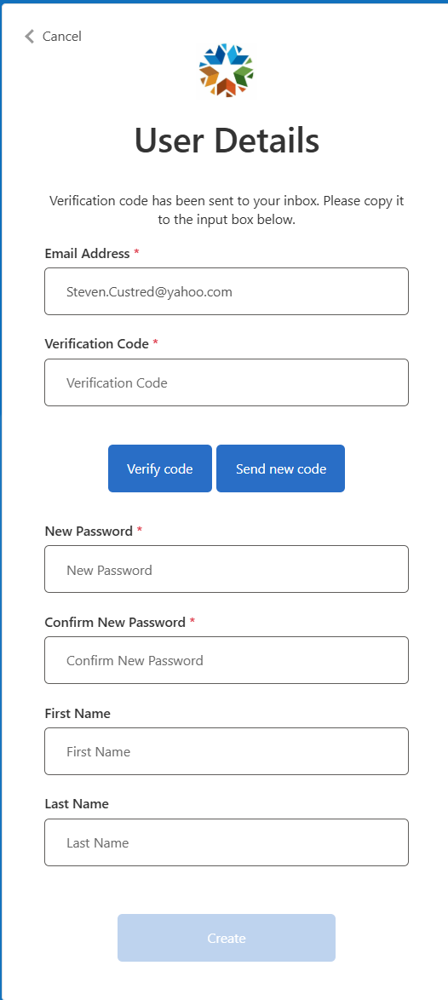 Cancel
User Details
Verification code has been sent to your inbox. Please copy it
to the input box below.
Email Address *
Steven.Custred@yahoo.com
Verification Code *
Verification Code
Verify code
Send new code
New Password *
New Password
Confirm New Password *
Confirm New Password
First Name
First Name
Last Name
Last Name
Create